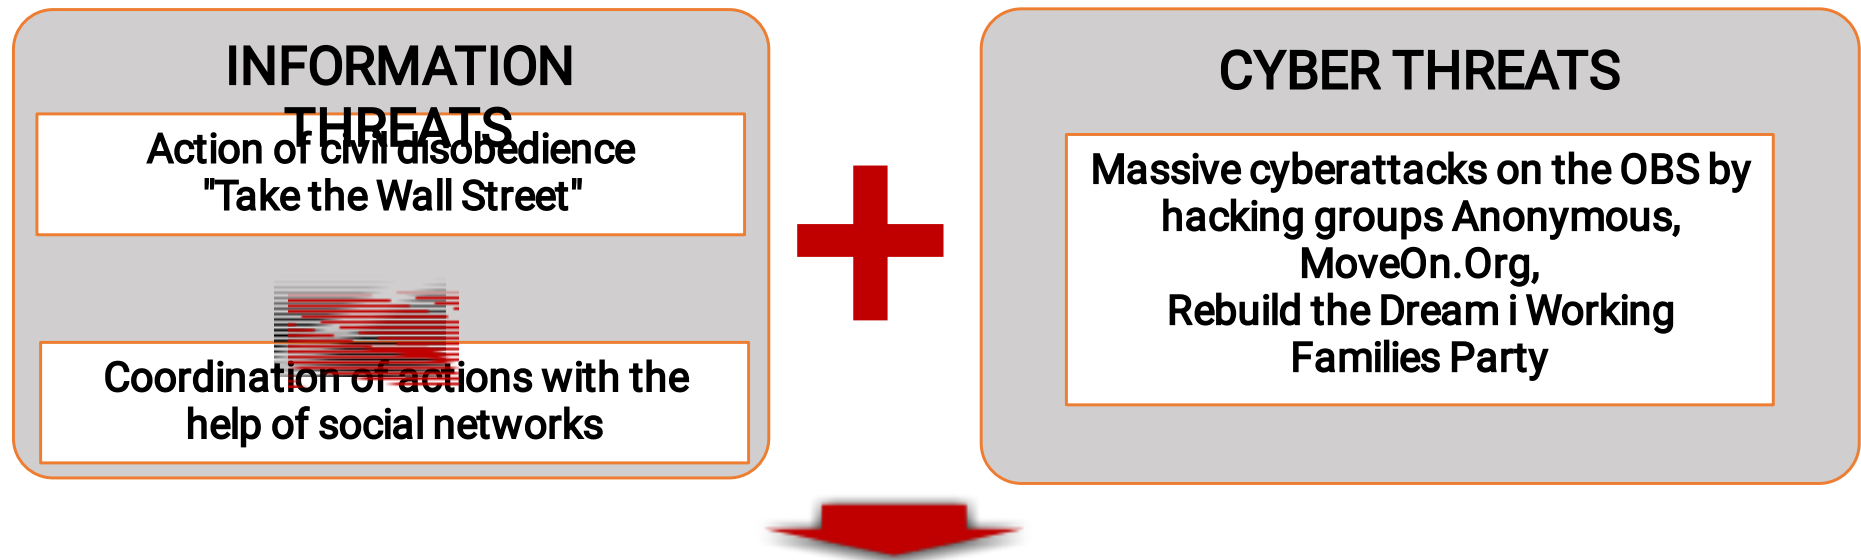 INFORMATION
THREATS
Action of civil disobedience
"Take the Wall Street"
Coordination of actions with the
help of social networks
CYBER THREATS
Massive cyberattacks on the OBS by
hacking groups Anonymous,
MoveOn.Org,
Rebuild the Dream i Working
Families Party